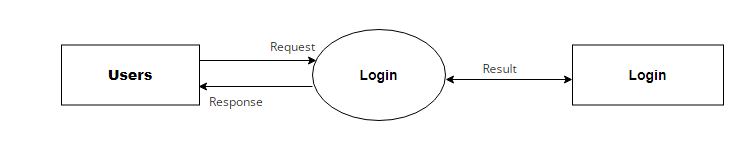 Request
Users
Login
Result
Login
Response